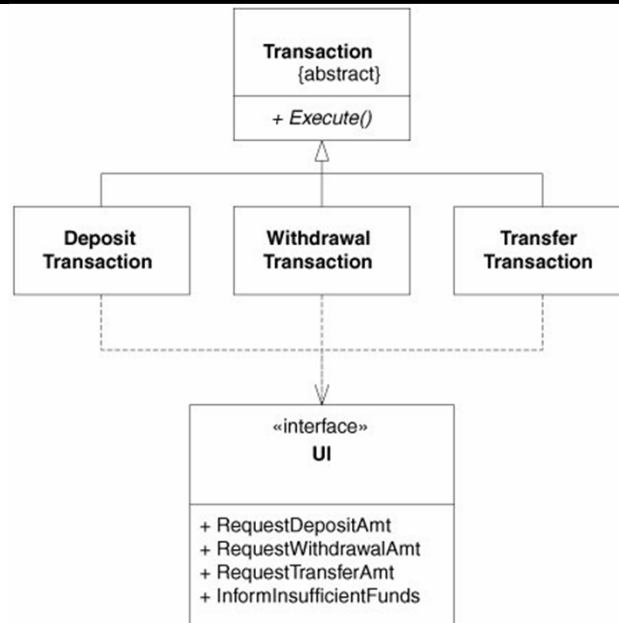 Transaction
{abstract}
+ Execute()
Deposit
Transaction
Withdrawal
Transaction
Transfer
Transaction
«interface»
UI
+ RequestDepositAmt
+ RequestWithdrawalAmt
+ RequestTransferAmt
+ InformInsufficientFunds